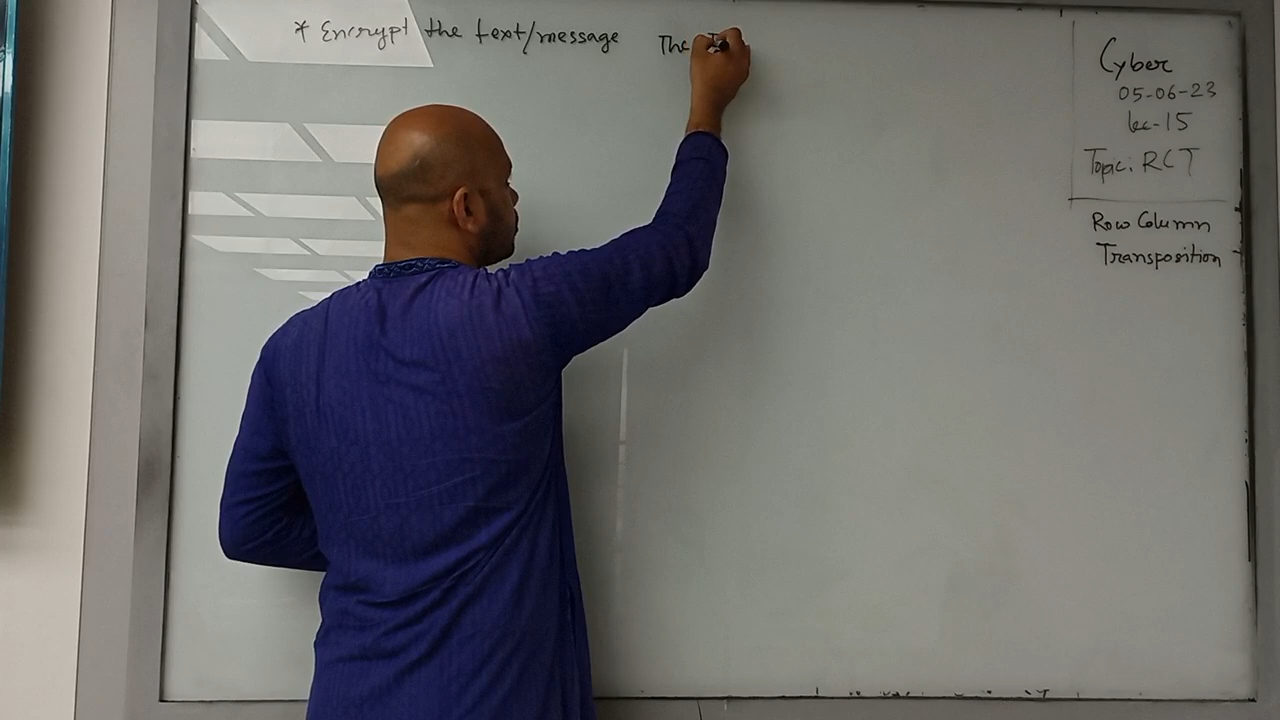 * Encrypt the text/message The
Cyber
05-06-23
Lec-15
Topic: RCT
Row Column
Transposition